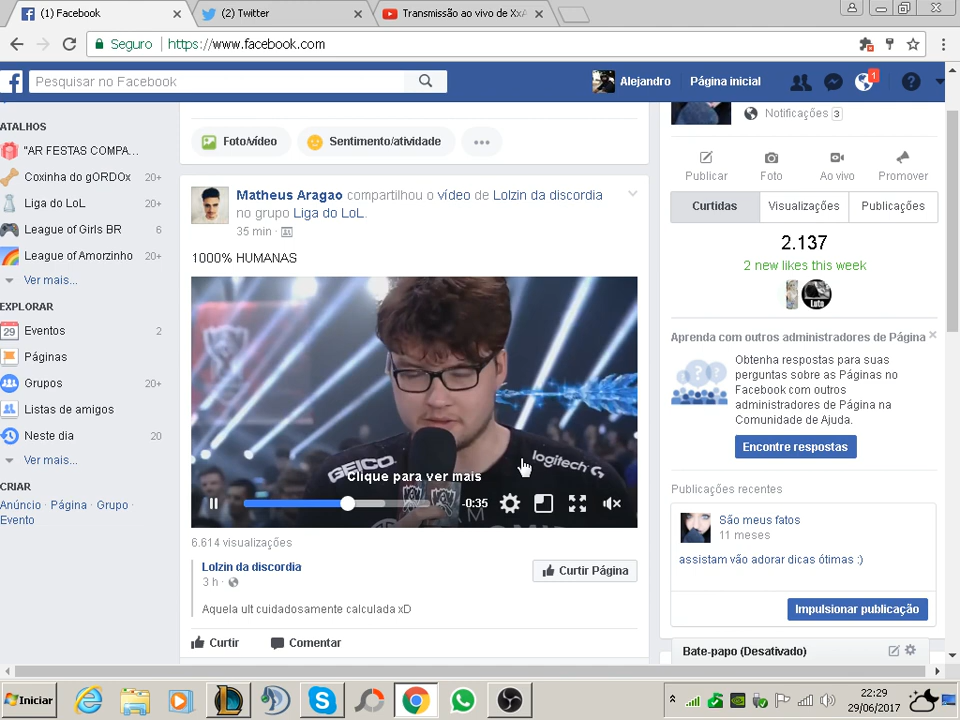 (1) Facebook
(2) Twitter
Transmissão ao vivo de XxA
Seguro
https://www.facebook.com
Pesquisar no Facebook
Alejandro
Página inicial
1
ATALHOS
"AR FESTAS COMPA...
Coxinha do gORDOx 20+
Liga do LoL 20+
League of Girls BR 6
League of Amorzinho 20+
Ver mais...
EXPLORAR
29 Eventos 2
Páginas
Grupos 20+
Listas de amigos
Neste dia 20
Ver mais...
CRIAR
Anúncio · Página · Grupo ·
Evento
Foto/vídeo
Sentimento/atividade
Matheus Aragao compartilhou o vídeo de Lolzin da discordia
no grupo Liga do LoL.
35 min ·
1000% HUMANAS
GEICO
logitech G
Clique para ver mais
-0:35
6.614 visualizações
Lolzin da discordia
3 h ·
Curtir Página
Aquela ult cuidadosamente calculada xD
Curtir
Comentar
Notificações 3
Publicar
Foto
Ao vivo
Promover
Curtidas
Visualizações
Publicações
2.137
2 new likes this week
Luto
Aprenda com outros administradores de Página
Obtenha respostas para suas
perguntas sobre as Páginas no
Facebook com outros
administradores de Página na
Comunidade de Ajuda.
Encontre respostas
Publicações recentes
São meus fatos
11 meses
assistam vão adorar dicas ótimas :)
Impulsionar publicação
Bate-papo (Desativado)
Iniciar
22:29
29/06/2017